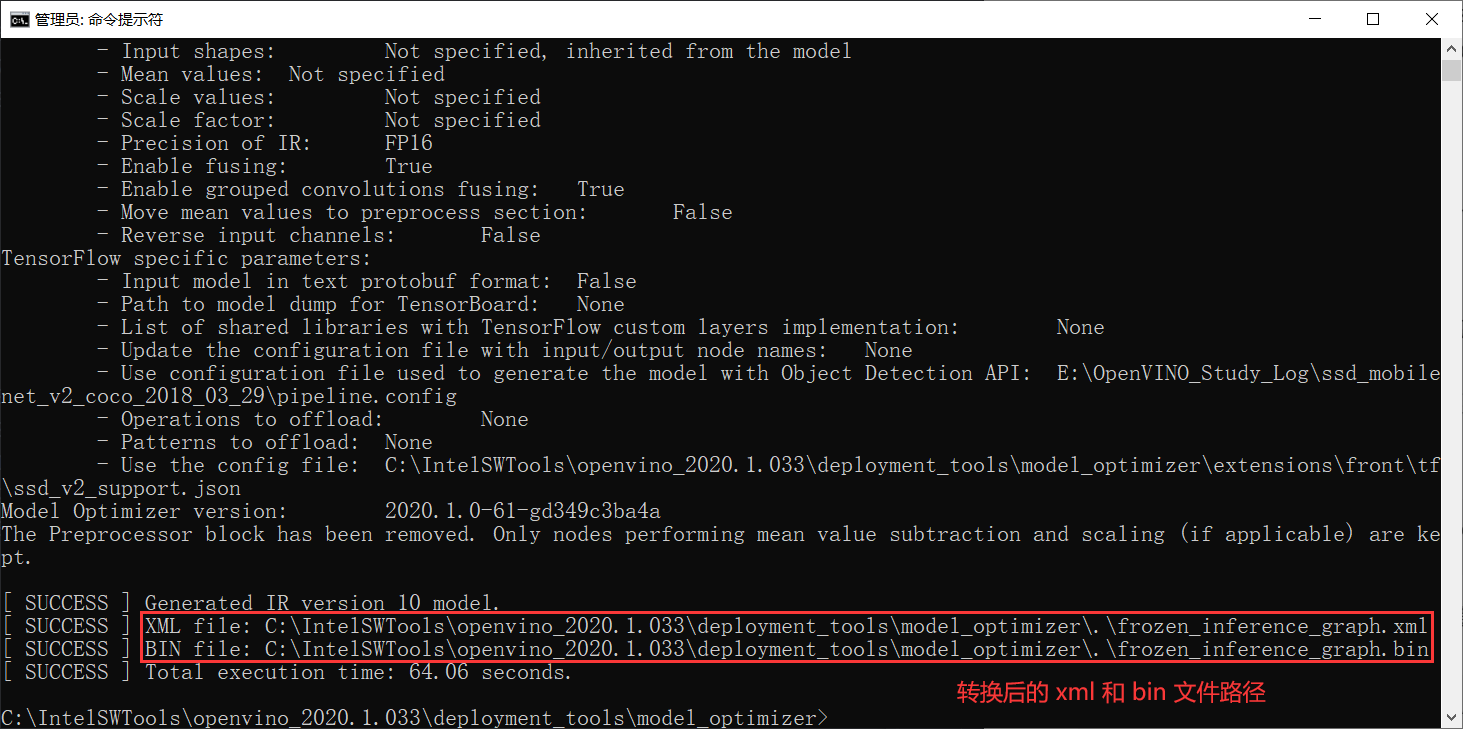 管理员: 命令提示符
- Input shapes: Not specified, inherited from the model
- Mean values: Not specified
- Scale values: Not specified
- Scale factor: Not specified
- Precision of IR: FP16
- Enable fusing: True
- Enable grouped convolutions fusing: True
- Move mean values to preprocess section: False
- Reverse input channels: False
TensorFlow specific parameters:
- Input model in text protobuf format: False
- Path to model dump for TensorBoard: None
- List of shared libraries with TensorFlow custom layers implementation: None
- Update the configuration file with input/output node names: None
- Use configuration file used to generate the model with Object Detection API: E:\OpenVINO_Study_Log\ssd_mobile
net_v2_coco_2018_03_29\pipeline.config
- Operations to offload: None
- Patterns to offload: None
- Use the config file: C:\IntelSWTools\openvino_2020.1.033\deployment_tools\model_optimizer\extensions\front\tf
\ssd_v2_support.json
Model Optimizer version: 2020.1.0-61-gd349c3ba4a
The Preprocessor block has been removed. Only nodes performing mean value subtraction and scaling (if applicable) are ke
pt.
[ SUCCESS ] Generated IR version 10 model.
[ SUCCESS ] XML file: C:\IntelSWTools\openvino_2020.1.033\deployment_tools\model_optimizer\.\frozen_inference_graph.xml
[ SUCCESS ] BIN file: C:\IntelSWTools\openvino_2020.1.033\deployment_tools\model_optimizer\.\frozen_inference_graph.bin
[ SUCCESS ] Total execution time: 64.06 seconds.
转换后的 xml 和 bin 文件路径
C:\IntelSWTools\openvino_2020.1.033\deployment_tools\model_optimizer>